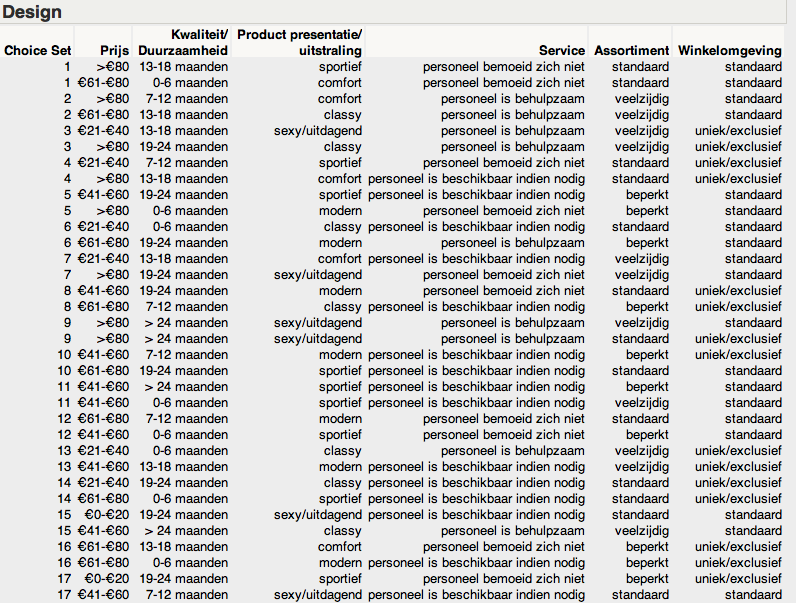 Design
Kwaliteit/ Product presentatie/
Choice Set Prijs Duurzaamheid uitstraling Service Assortiment Winkelomgeving
1 >€80 13-18 maanden sportief personeel bemoeid zich niet standaard standaard
1 €61-€80 0-6 maanden comfort personeel bemoeid zich niet standaard standaard
2 >€80 7-12 maanden comfort personeel is behulpzaam veelzijdig standaard
2 €61-€80 13-18 maanden classy personeel is behulpzaam veelzijdig standaard
3 €21-€40 13-18 maanden sexy/uitdagend personeel is behulpzaam veelzijdig uniek/exclusief
3 >€80 19-24 maanden classy personeel is behulpzaam veelzijdig uniek/exclusief
4 €21-€40 7-12 maanden sportief personeel bemoeid zich niet standaard uniek/exclusief
4 >€80 13-18 maanden comfort personeel is beschikbaar indien nodig standaard uniek/exclusief
5 €41-€60 19-24 maanden sportief personeel is beschikbaar indien nodig beperkt standaard
5 >€80 0-6 maanden modern personeel bemoeid zich niet beperkt standaard
6 €21-€40 0-6 maanden classy personeel is beschikbaar indien nodig standaard standaard
6 €61-€80 19-24 maanden modern personeel is behulpzaam beperkt standaard
7 €21-€40 13-18 maanden comfort personeel is beschikbaar indien nodig veelzijdig standaard
7 >€80 19-24 maanden sexy/uitdagend personeel bemoeid zich niet veelzijdig standaard
8 €41-€60 19-24 maanden modern personeel bemoeid zich niet standaard uniek/exclusief
8 €61-€80 7-12 maanden classy personeel is beschikbaar indien nodig beperkt uniek/exclusief
9 >€80 > 24 maanden sexy/uitdagend personeel is behulpzaam veelzijdig standaard
9 >€80 > 24 maanden sexy/uitdagend personeel is behulpzaam standaard uniek/exclusief
10 €41-€60 7-12 maanden modern personeel is beschikbaar indien nodig beperkt uniek/exclusief
10 €61-€80 19-24 maanden sportief personeel is beschikbaar indien nodig standaard standaard
11 €41-€60 > 24 maanden sportief personeel is beschikbaar indien nodig beperkt standaard
11 €41-€60 0-6 maanden sportief personeel is beschikbaar indien nodig veelzijdig standaard
12 €61-€80 7-12 maanden modern personeel bemoeid zich niet standaard standaard
12 €41-€60 0-6 maanden sportief personeel bemoeid zich niet beperkt standaard
13 €21-€40 0-6 maanden classy personeel is behulpzaam veelzijdig uniek/exclusief
13 €41-€60 13-18 maanden modern personeel is beschikbaar indien nodig veelzijdig uniek/exclusief
14 €21-€40 19-24 maanden classy personeel is beschikbaar indien nodig standaard uniek/exclusief
14 €61-€80 0-6 maanden sportief personeel is beschikbaar indien nodig standaard uniek/exclusief
15 €0-€20 19-24 maanden sexy/uitdagend personeel is beschikbaar indien nodig standaard standaard
15 €41-€60 > 24 maanden classy personeel is behulpzaam veelzijdig standaard
16 €61-€80 13-18 maanden comfort personeel bemoeid zich niet beperkt uniek/exclusief
16 €61-€80 0-6 maanden modern personeel is beschikbaar indien nodig beperkt uniek/exclusief
17 €0-€20 19-24 maanden sportief personeel bemoeid zich niet beperkt standaard
17 €41-€60 7-12 maanden sexy/uitdagend personeel is beschikbaar indien nodig standaard standaard